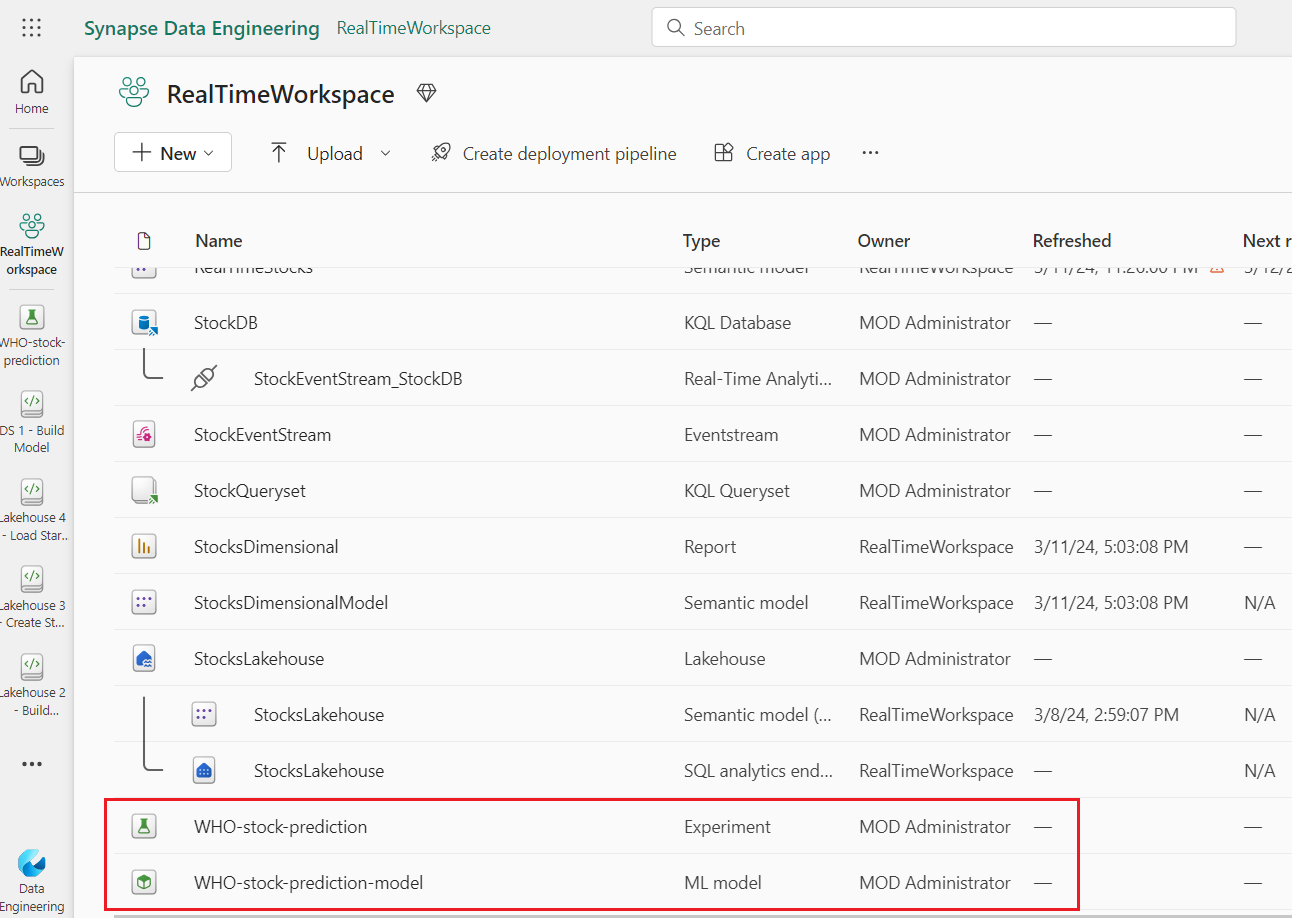 Synapse Data Engineering RealTimeWorkspace Search
Home
Workspaces
RealTimeW
orkspace
WHO-stock-
prediction
DS 1 - Build
Model
Lakehouse 4
- Load Star..
Lakehouse 3
- Create St...
Lakehouse 2
- Build...
Data
Engineering
RealTimeWorkspace
New Upload Create deployment pipeline Create app
Name Type Owner Refreshed Next r
RealTimeStocks Semantic model RealTimeWorkspace 3/11/24, 11:26:00 PM 3/12/2
StockDB KQL Database MOD Administrator — —
StockEventStream_StockDB Real-Time Analyti... MOD Administrator — —
StockEventStream Eventstream MOD Administrator — —
StockQueryset KQL Queryset MOD Administrator — —
StocksDimensional Report RealTimeWorkspace 3/11/24, 5:03:08 PM —
StocksDimensionalModel Semantic model RealTimeWorkspace 3/11/24, 5:03:08 PM N/A
StocksLakehouse Lakehouse MOD Administrator — —
StocksLakehouse Semantic model (... RealTimeWorkspace 3/8/24, 2:59:07 PM N/A
StocksLakehouse SQL analytics end... RealTimeWorkspace — N/A
WHO-stock-prediction Experiment MOD Administrator — —
WHO-stock-prediction-model ML model MOD Administrator — —